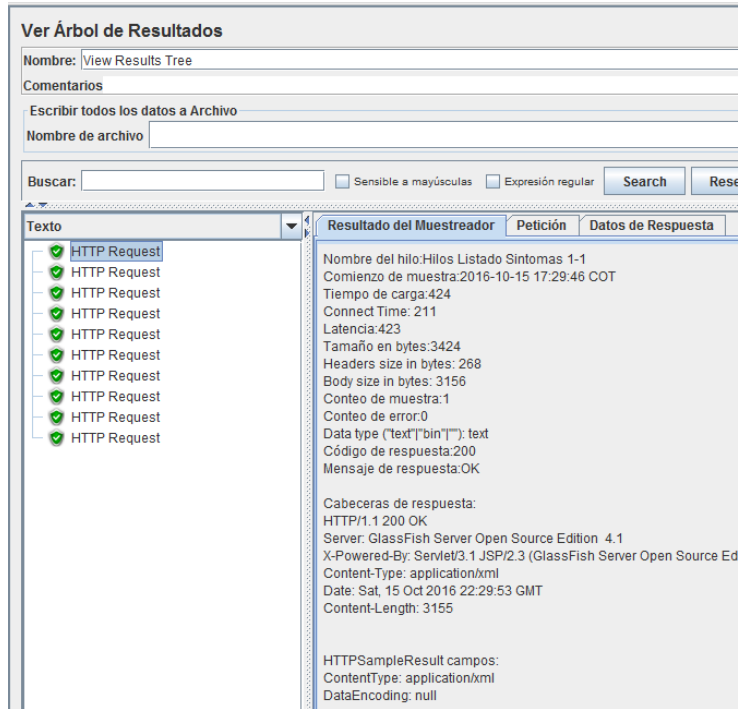 Ver Árbol de Resultados
Nombre: View Results Tree
Comentarios
Escribir todos los datos a Archivo
Nombre de archivo
Buscar: Sensible a mayúsculas Expresión regular Search Rese
Texto
HTTP Request
HTTP Request
HTTP Request
HTTP Request
HTTP Request
HTTP Request
HTTP Request
HTTP Request
HTTP Request
HTTP Request
Resultado del Muestreador Petición Datos de Respuesta
Nombre del hilo:Hilos Listado Sintomas 1-1
Comienzo de muestra:2016-10-15 17:29:46 COT
Tiempo de carga:424
Connect Time: 211
Latencia:423
Tamaño en bytes:3424
Headers size in bytes: 268
Body size in bytes: 3156
Conteo de muestra:1
Conteo de error:0
Data type ("text"|"bin"|""): text
Código de respuesta:200
Mensaje de respuesta:OK
Cabeceras de respuesta:
HTTP/1.1 200 OK
Server: GlassFish Server Open Source Edition  4.1
X-Powered-By: Servlet/3.1 JSP/2.3 (GlassFish Server Open Source Ed
Content-Type: application/xml
Date: Sat, 15 Oct 2016 22:29:53 GMT
Content-Length: 3155
HTTPSampleResult campos:
ContentType: application/xml
DataEncoding: null